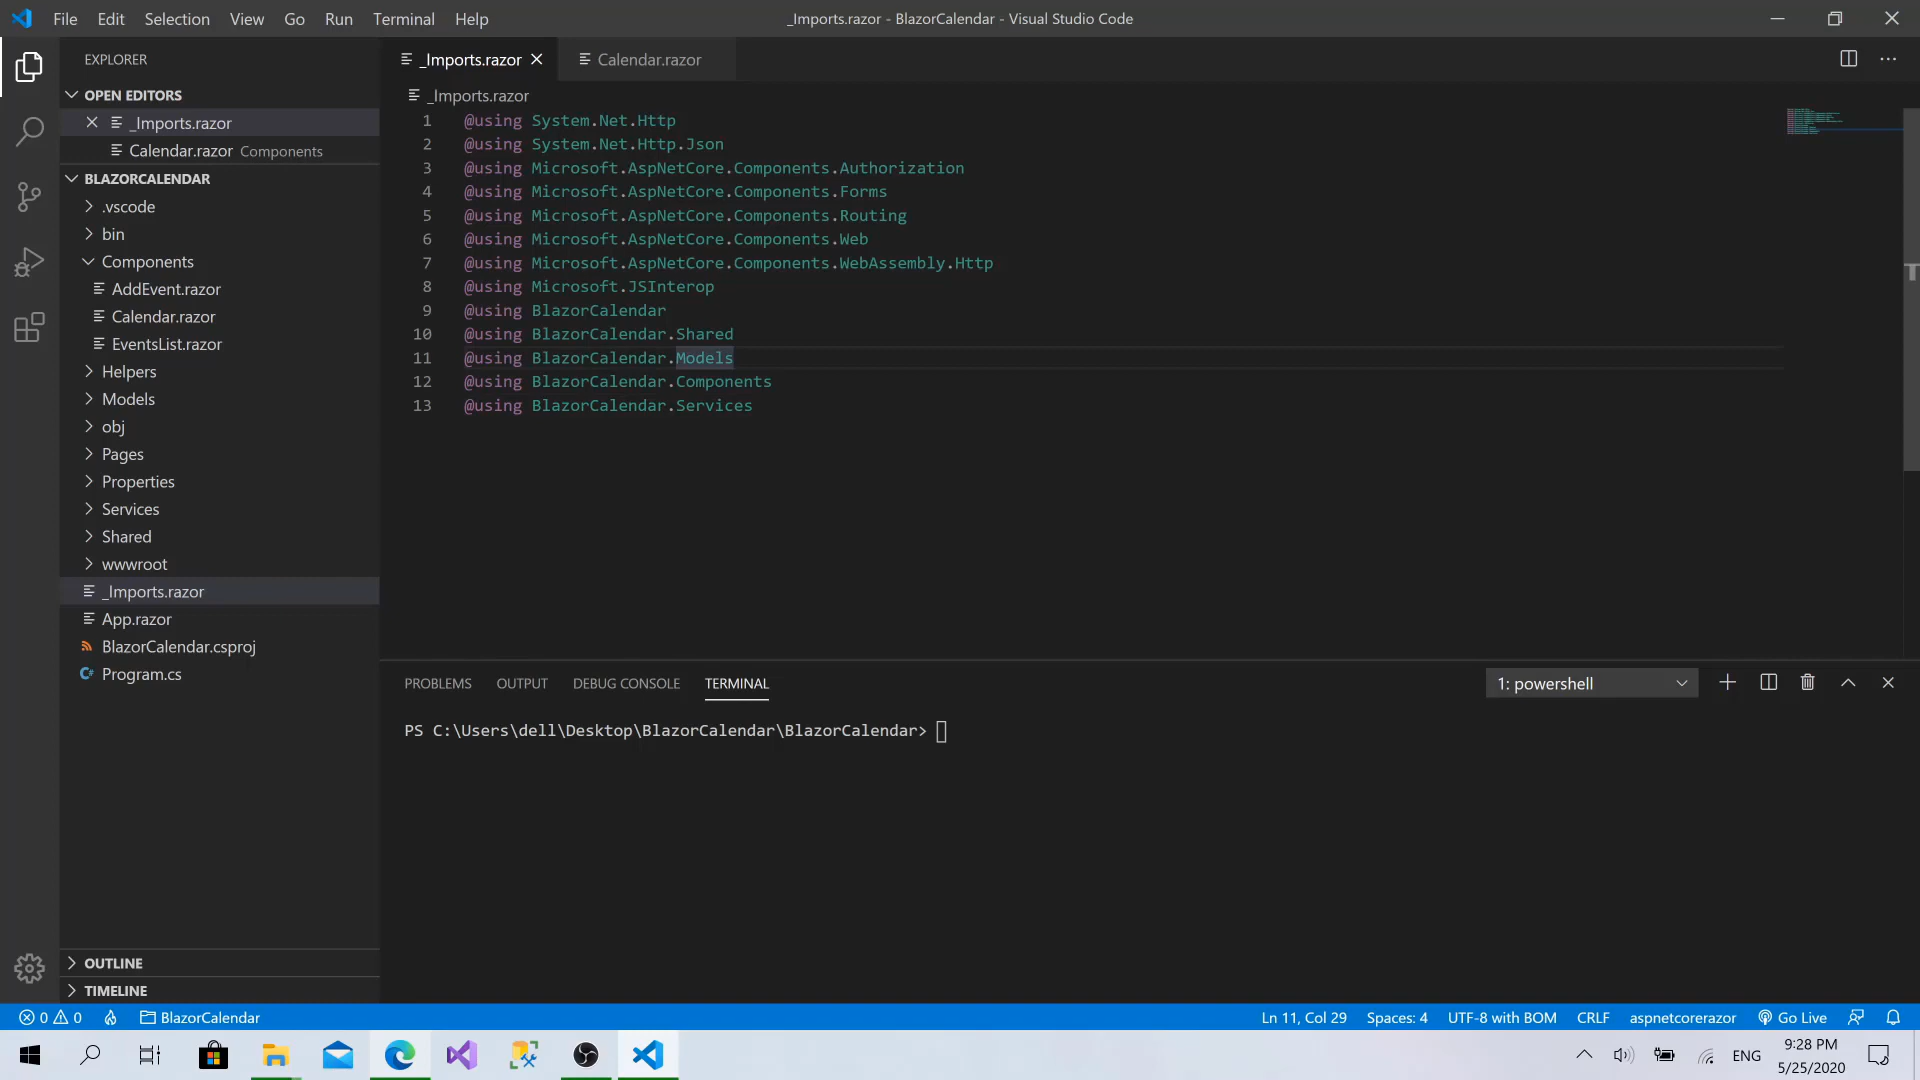 File Edit Selection View Go Run Terminal Help
_Imports.razor - BlazorCalendar - Visual Studio Code
EXPLORER
OPEN EDITORS
_Imports.razor
Calendar.razor Components
BLAZORCALENDAR
.vscode
bin
Components
AddEvent.razor
Calendar.razor
EventsList.razor
Helpers
Models
obj
Pages
Properties
Services
Shared
wwwroot
_Imports.razor
App.razor
BlazorCalendar.csproj
Program.cs
OUTLINE
TIMELINE
_Imports.razor
Calendar.razor
_Imports.razor
1 @using System.Net.Http
2 @using System.Net.Http.Json
3 @using Microsoft.AspNetCore.Components.Authorization
4 @using Microsoft.AspNetCore.Components.Forms
5 @using Microsoft.AspNetCore.Components.Routing
6 @using Microsoft.AspNetCore.Components.Web
7 @using Microsoft.AspNetCore.Components.WebAssembly.Http
8 @using Microsoft.JSInterop
9 @using BlazorCalendar
10 @using BlazorCalendar.Shared
11 @using BlazorCalendar.Models
12 @using BlazorCalendar.Components
13 @using BlazorCalendar.Services
PROBLEMS OUTPUT DEBUG CONSOLE TERMINAL
1: powershell
PS C:\Users\dell\Desktop\BlazorCalendar\BlazorCalendar>
0 0 BlazorCalendar
Ln 11, Col 29 Spaces: 4 UTF-8 with BOM CRLF aspnetcorerazor Go Live
ENG
9:28 PM
5/25/2020